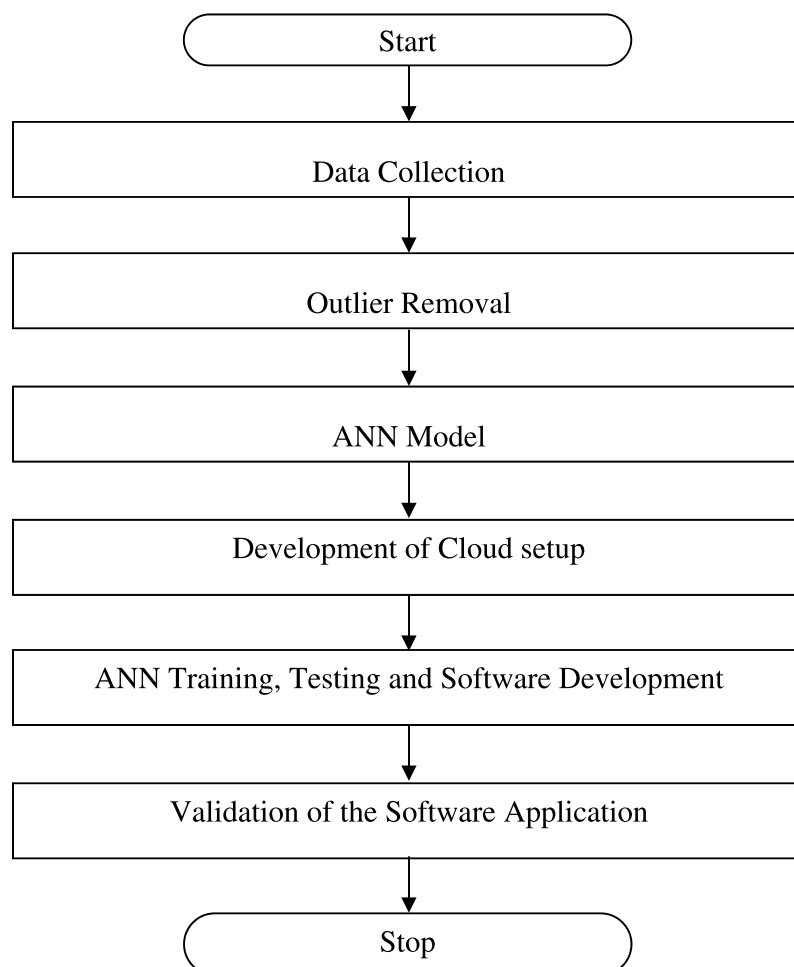 Start
Data Collection
Outlier Removal
ANN Model
Development of Cloud setup
ANN Training, Testing and Software Development
Validation of the Software Application
Stop